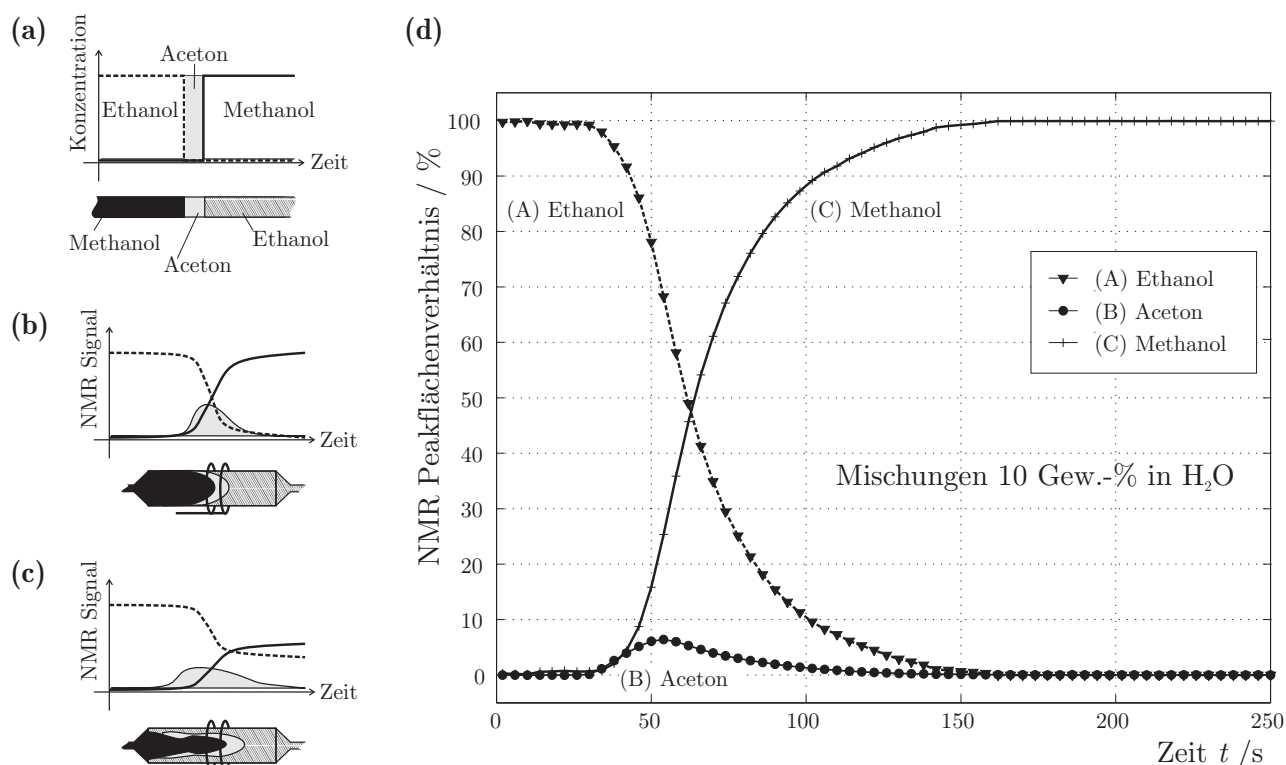 (a)
Aceton
Konzentration
Ethanol
Methanol
Zeit
Methanol
Aceton
Ethanol
(b)
NMR Signal
Zeit
(c)
NMR Signal
Zeit
(d)
NMR Peakflächenverhältnis / %
100
90
80
70
60
50
40
30
20
10
0
(A) Ethanol
(C) Methanol
(A) Ethanol
(B) Aceton
(C) Methanol
Mischungen 10 Gew.-% in H₂O
(B) Aceton
0
50
100
150
200
250
Zeit t /s